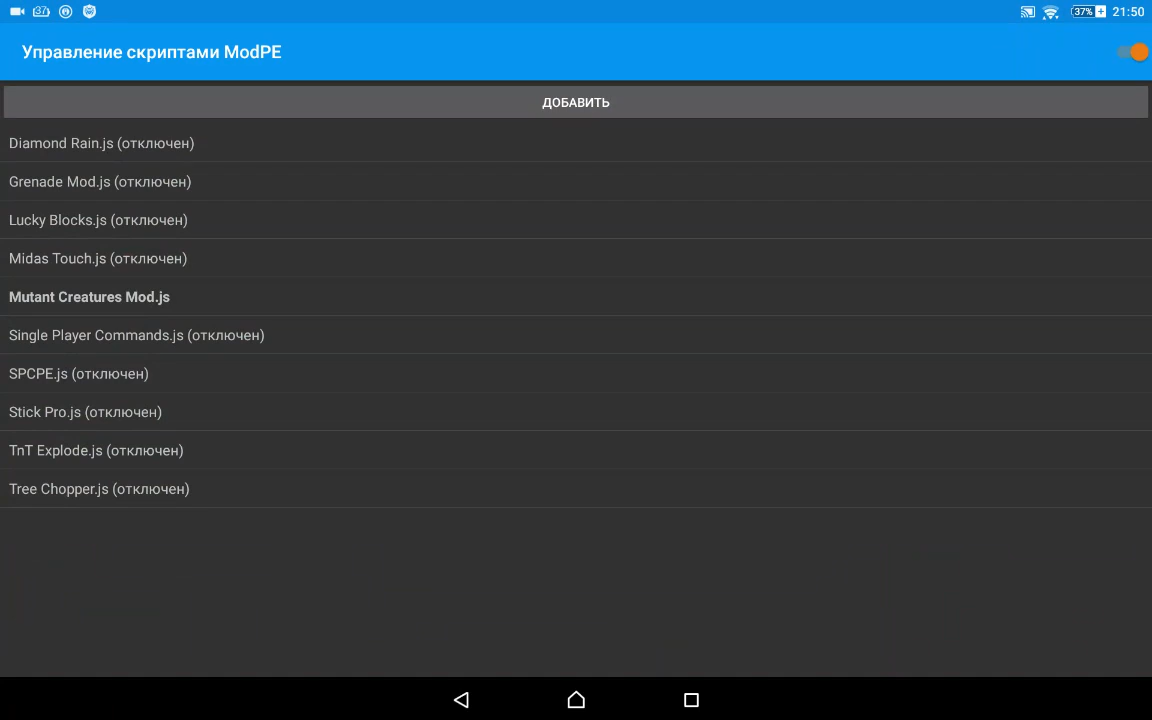 37 37% 21:50
Управление скриптами ModPE
ДОБАВИТЬ
Diamond Rain.js (отключен)
Grenade Mod.js (отключен)
Lucky Blocks.js (отключен)
Midas Touch.js (отключен)
Mutant Creatures Mod.js
Single Player Commands.js (отключен)
SPCPE.js (отключен)
Stick Pro.js (отключен)
TnT Explode.js (отключен)
Tree Chopper.js (отключен)